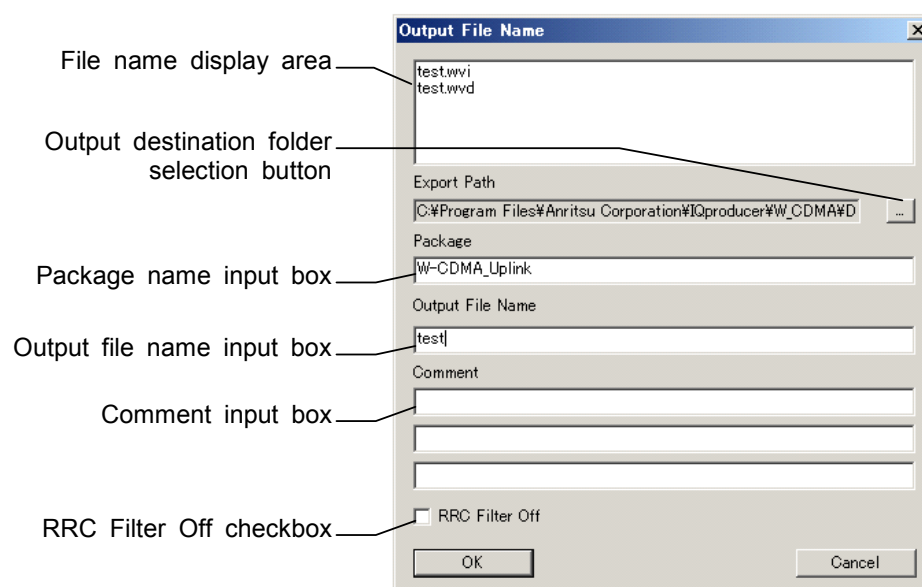 Output File Name
File name display area
test.wvi
test.wvd
Output destination folder
selection button
Export Path
C:¥Program Files¥Anritsu Corporation¥IQproducer¥W_CDMA¥D
...
Package
Package name input box
W-CDMA_Uplink
Output File Name
Output file name input box
test
Comment
Comment input box
RRC Filter Off checkbox
RRC Filter Off
OK
Cancel